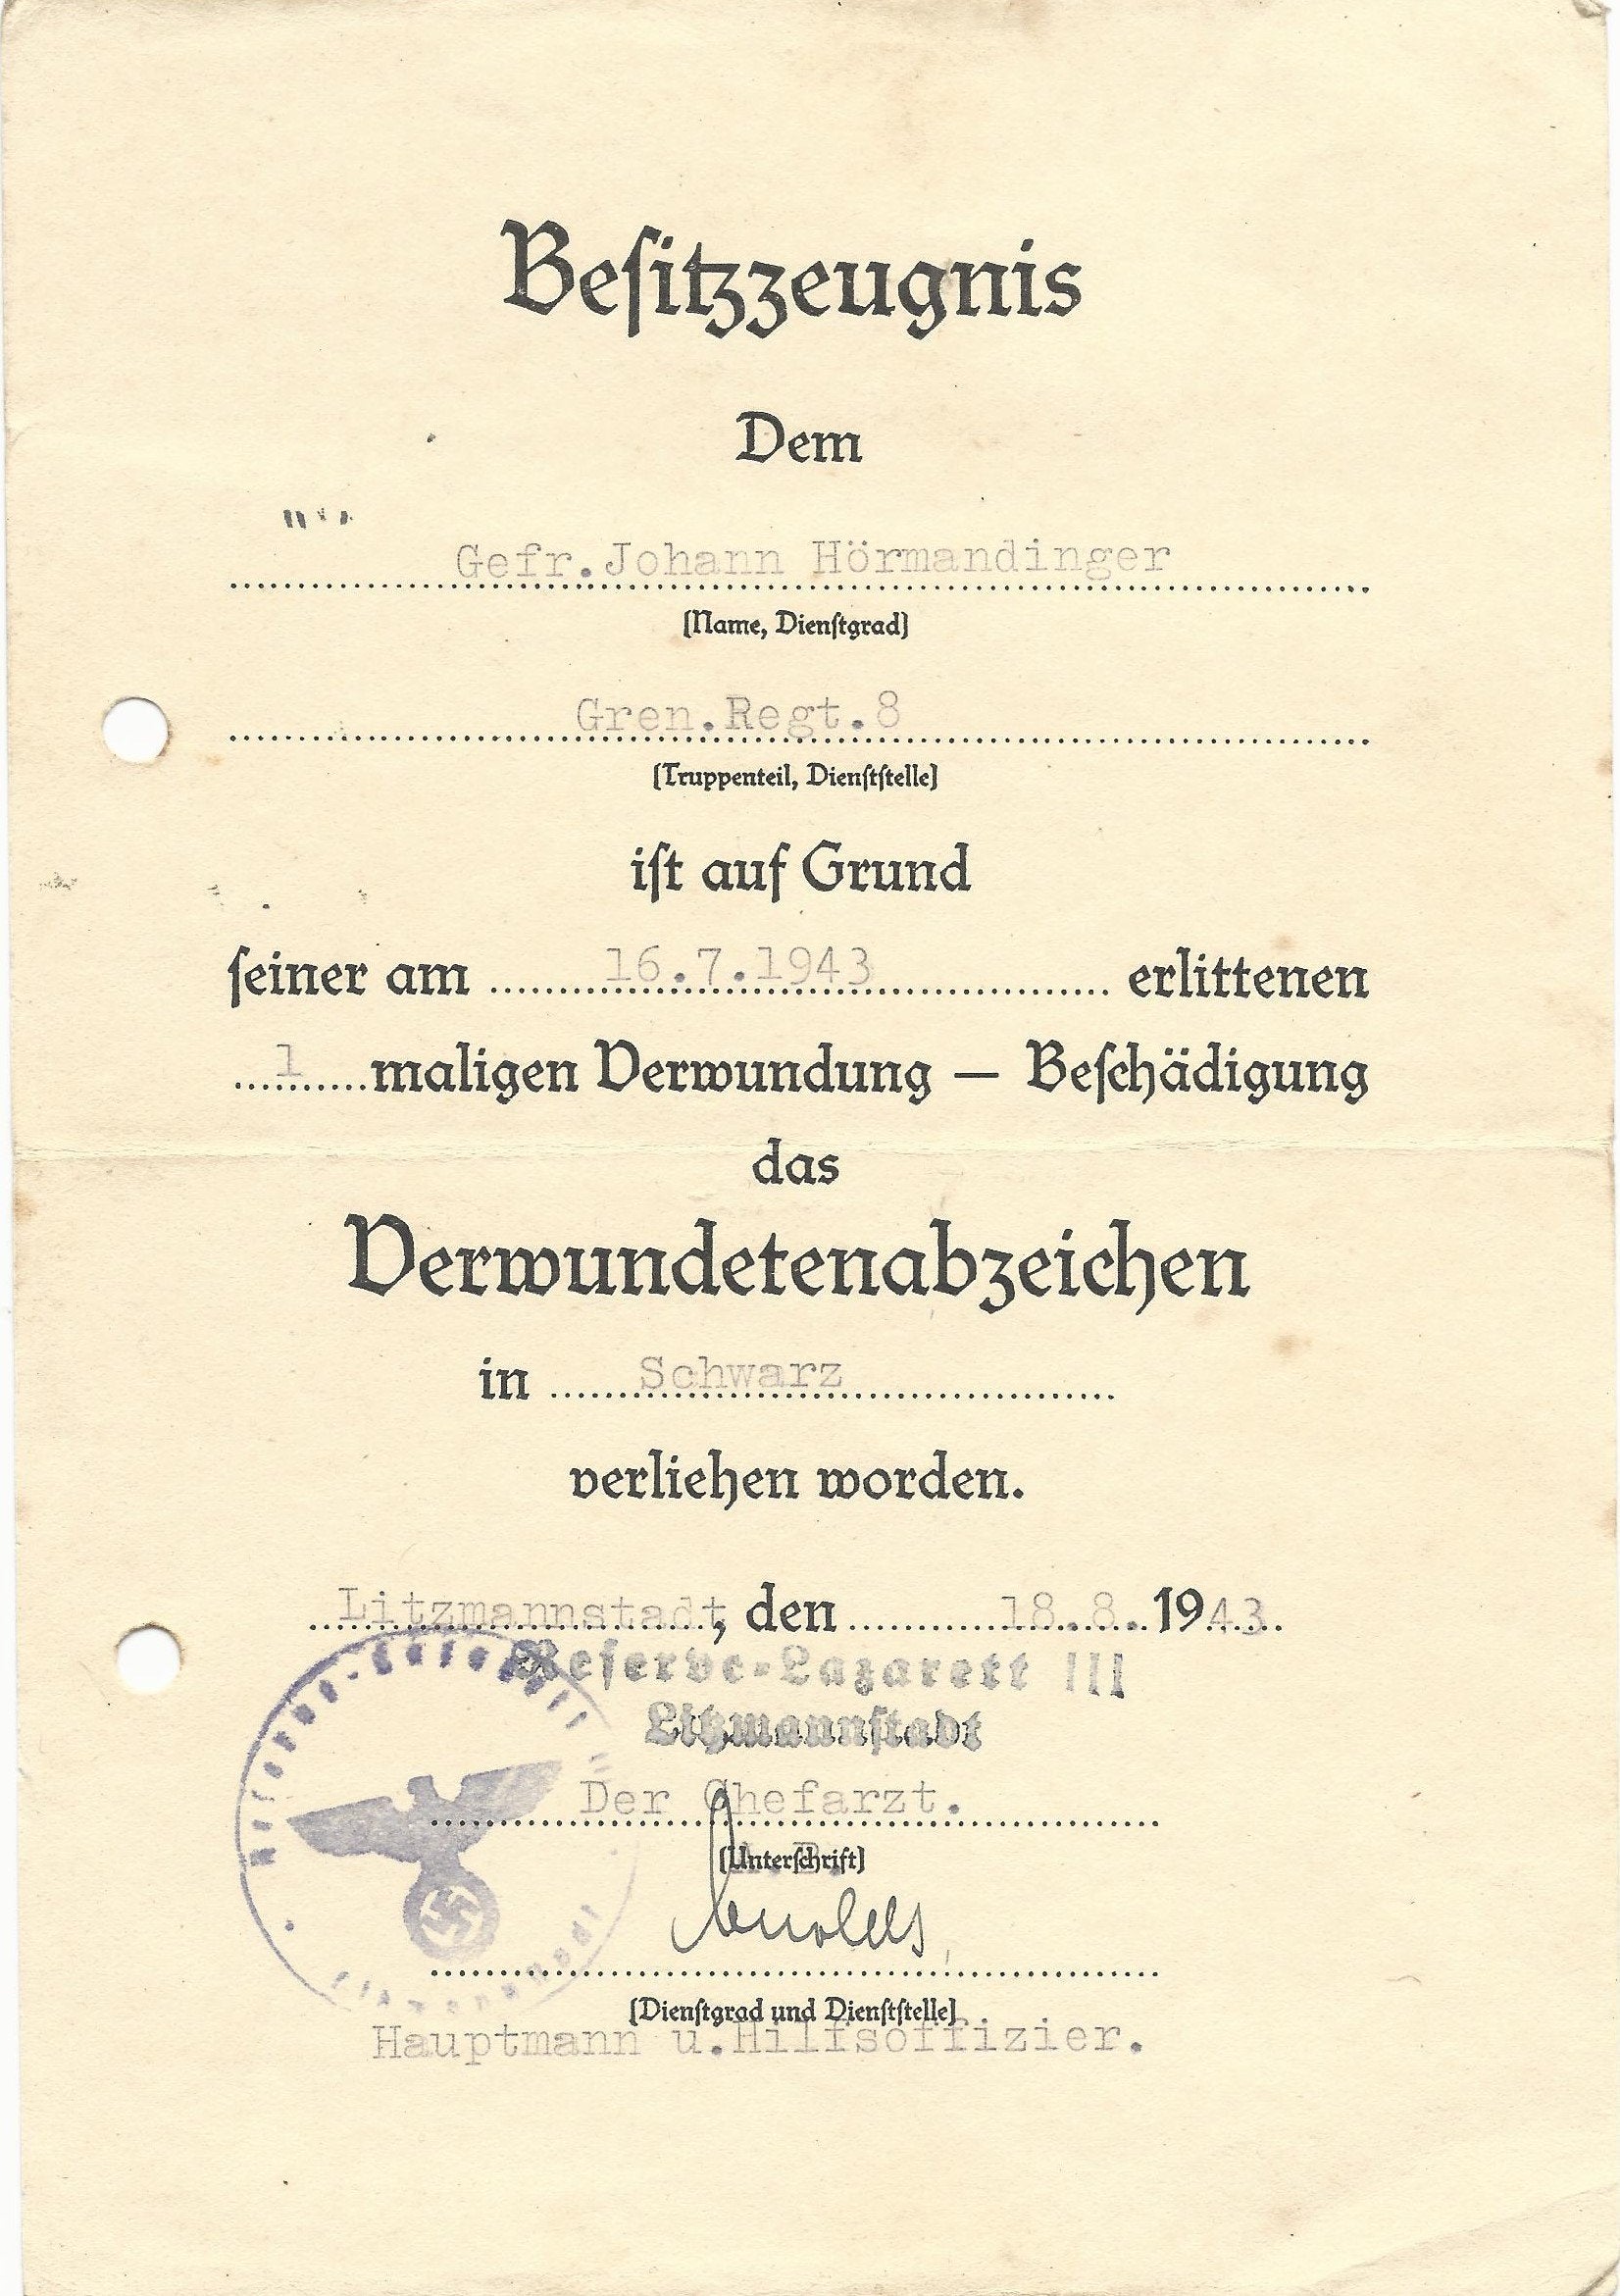 Besitzzeugnis
Dem
Gefr.Johann Hörmandinger
(Name, Dienstgrad)
Gren.Regt.8
(Truppenteil, Dienststelle)
ist auf Grund
seiner am 16.7.1943 erlittenen
1 maligen Verwundung – Beschädigung
das
Verwundetenabzeichen
in Schwarz
verliehen worden.
Litzmannstadt, den 18.8.1943
Reserve-Lazarett III
Litzmannstadt
Der Chefarzt.
(Unterschrift)
(Dienstgrad und Dienststelle)
Hauptmann u.Hilfsoffizier.